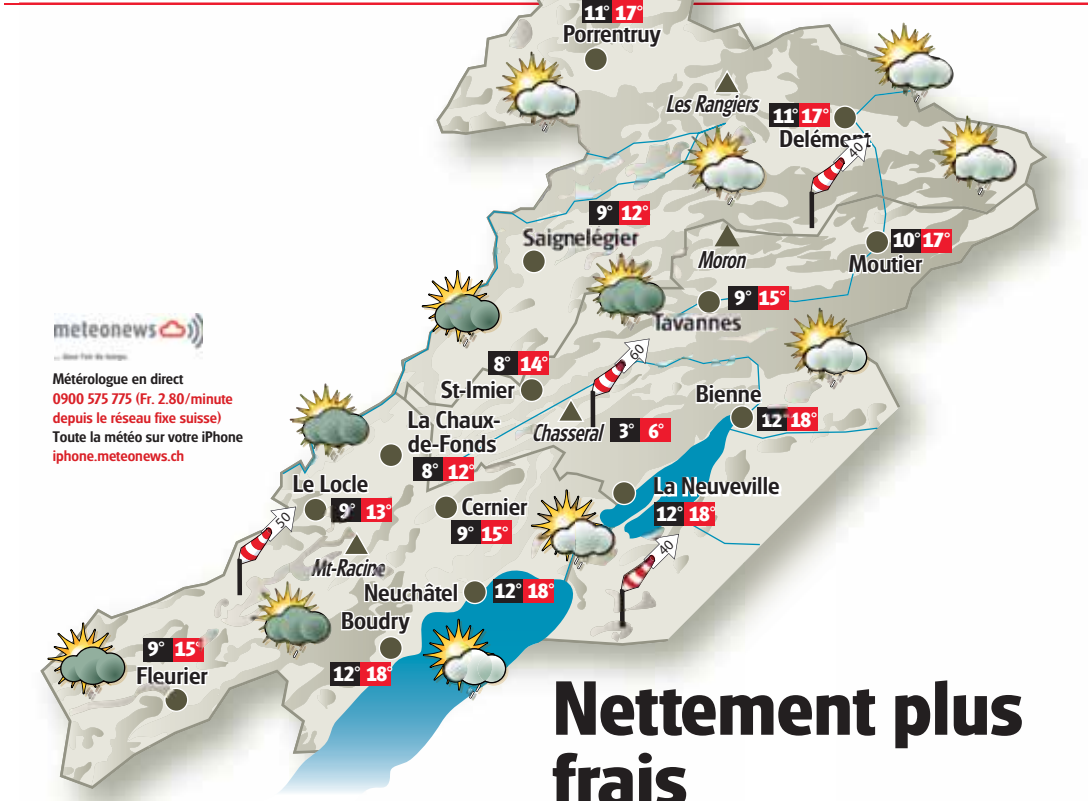 11° 17°
Porrentruy
Les Rangiers
11° 17°
Delémont
40
9° 12°
Saignelégier
Moron
10° 17°
Moutier
9° 15°
Tavannes
meteonews
Météorologue en direct
0900 575 775 (Fr. 2.80/minute
depuis le réseau fixe suisse)
Toute la météo sur votre iPhone
iphone.meteonews.ch
60
8° 14°
St-Imier
Bienne
12° 18°
Chasseral 3° 6°
La Chaux-
de-Fonds
8° 12°
Le Locle
9° 13°
La Neuveville
12° 18°
Cernier
9° 15°
50
40
Mt-Racine
Neuchâtel 12° 18°
Boudry
12° 18°
9° 15°
Fleurier
Nettement plus
frais